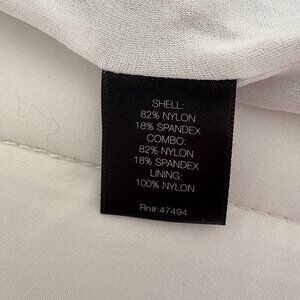 SHELL:
82% NYLON
18% SPANDEX
COMBO:
82% NYLON
18% SPANDEX
LINING:
100% NYLON
Rn#:47494